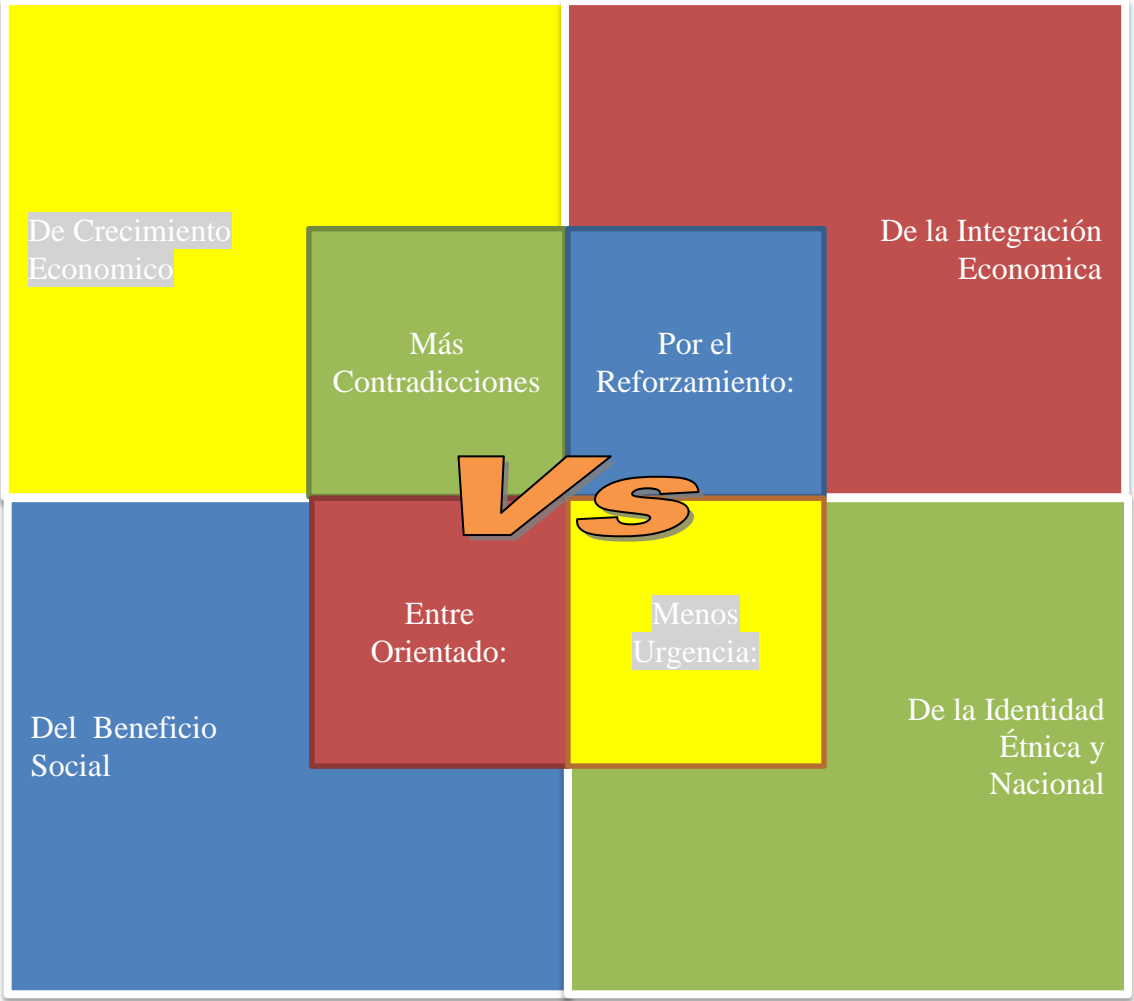 De Crecimiento
Economico
De la Integración
Economica
Más
Contradicciones
Por el
Reforzamiento:
Vs
Entre
Orientado:
Menos
Urgencia:
Del  Beneficio
Social
De la Identidad
Étnica y
Nacional